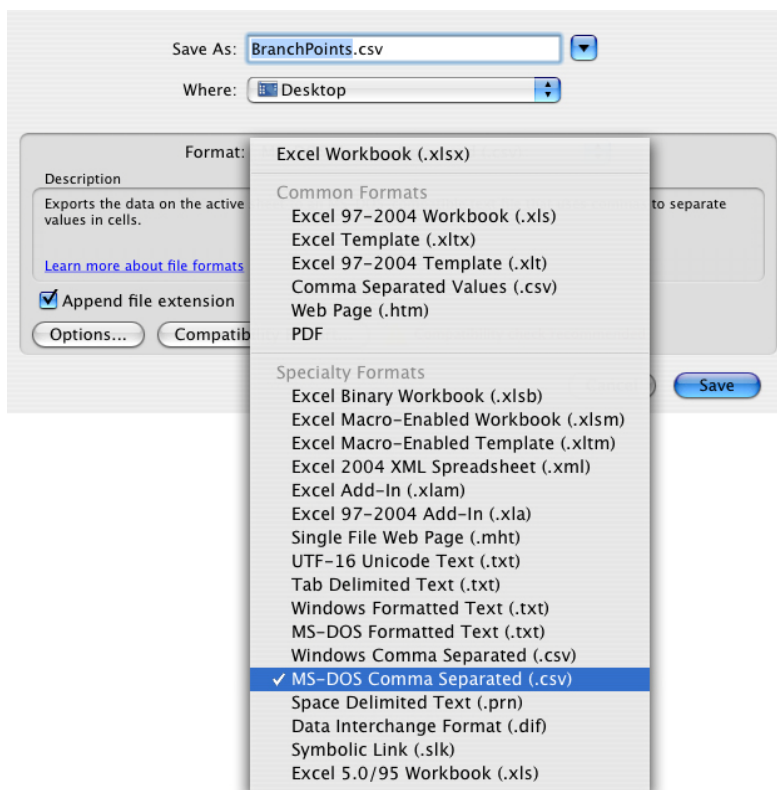 Save As: BranchPoints.csv
Where: Desktop
Format:
Excel Workbook (.xlsx)
Description
Exports the data on the active
to separate
values in cells.
Learn more about file formats
Append file extension
Options...
Compatib
Common Formats
Excel 97-2004 Workbook (.xls)
Excel Template (.xltx)
Excel 97-2004 Template (.xlt)
Comma Separated Values (.csv)
Web Page (.htm)
PDF
Specialty Formats
Excel Binary Workbook (.xlsb)
Excel Macro-Enabled Workbook (.xlsm)
Excel Macro-Enabled Template (.xltm)
Excel 2004 XML Spreadsheet (.xml)
Excel Add-In (.xlam)
Excel 97-2004 Add-In (.xla)
Single File Web Page (.mht)
UTF-16 Unicode Text (.txt)
Tab Delimited Text (.txt)
Windows Formatted Text (.txt)
MS-DOS Formatted Text (.txt)
Windows Comma Separated (.csv)
✓ MS-DOS Comma Separated (.csv)
Space Delimited Text (.prn)
Data Interchange Format (.dif)
Symbolic Link (.slk)
Excel 5.0/95 Workbook (.xls)
Save